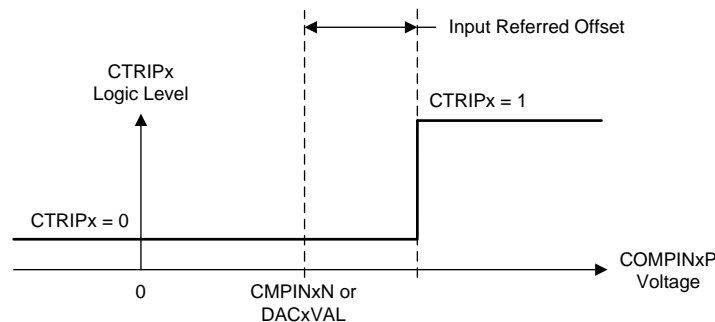 Input Referred Offset
CTRIPx
Logic Level
CTRIPx = 1
CTRIPx = 0
COMPINxP
Voltage
0
CMPINxN or
DACxVAL